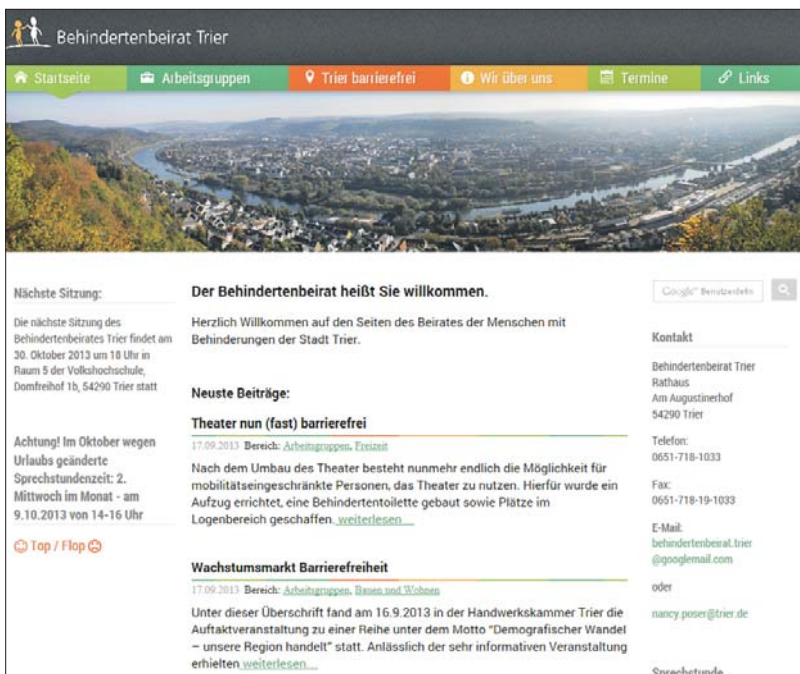 Behindertenbeirat Trier
Startseite Arbeitsgruppen Trier barrierefrei Wir über uns Termine Links
Nächste Sitzung:
Die nächste Sitzung des
Behindertenbeirates Trier findet am
30. Oktober 2013 um 18 Uhr in
Raum 5 der Volkshochschule,
Domfreihof 1b, 54290 Trier statt
Achtung! Im Oktober wegen
Urlaubs geänderte
Sprechstundenzeit: 2.
Mittwoch im Monat - am
9.10.2013 von 14-16 Uhr
Top / Flop
Der Behindertenbeirat heißt Sie willkommen.
Herzlich Willkommen auf den Seiten des Beirates der Menschen mit
Behinderungen der Stadt Trier.
Neuste Beiträge:
Theater nun (fast) barrierefrei
17.09.2013 Bereich: Arbeitsgruppen, Freizeit
Nach dem Umbau des Theater besteht nunmehr endlich die Möglichkeit für
mobilitätseingeschränkte Personen, das Theater zu nutzen. Hierfür wurde ein
Aufzug errichtet, eine Behindertentoilette gebaut sowie Plätze im
Logenbereich geschaffen. weiterlesen...
Wachstumsmarkt Barrierefreiheit
17.09.2013 Bereich: Arbeitsgruppen, Bauen und Wohnen
Unter dieser Überschrift fand am 16.9.2013 in der Handwerkskammer Trier die
Auftaktveranstaltung zu einer Reihe unter dem Motto "Demografischer Wandel
– unsere Region handelt" statt. Anlässlich der sehr informativen Veranstaltung
erhielten weiterlesen...
Google™ Benutzerdefin
Kontakt
Behindertenbeirat Trier
Rathaus
Am Augustinerhof
54290 Trier
Telefon:
0651-718-1033
Fax:
0651-718-19-1033
E-Mail:
behindertenbeirat.trier
@googlemail.com
oder
nancy.poser@trier.de
Sprechstunde -